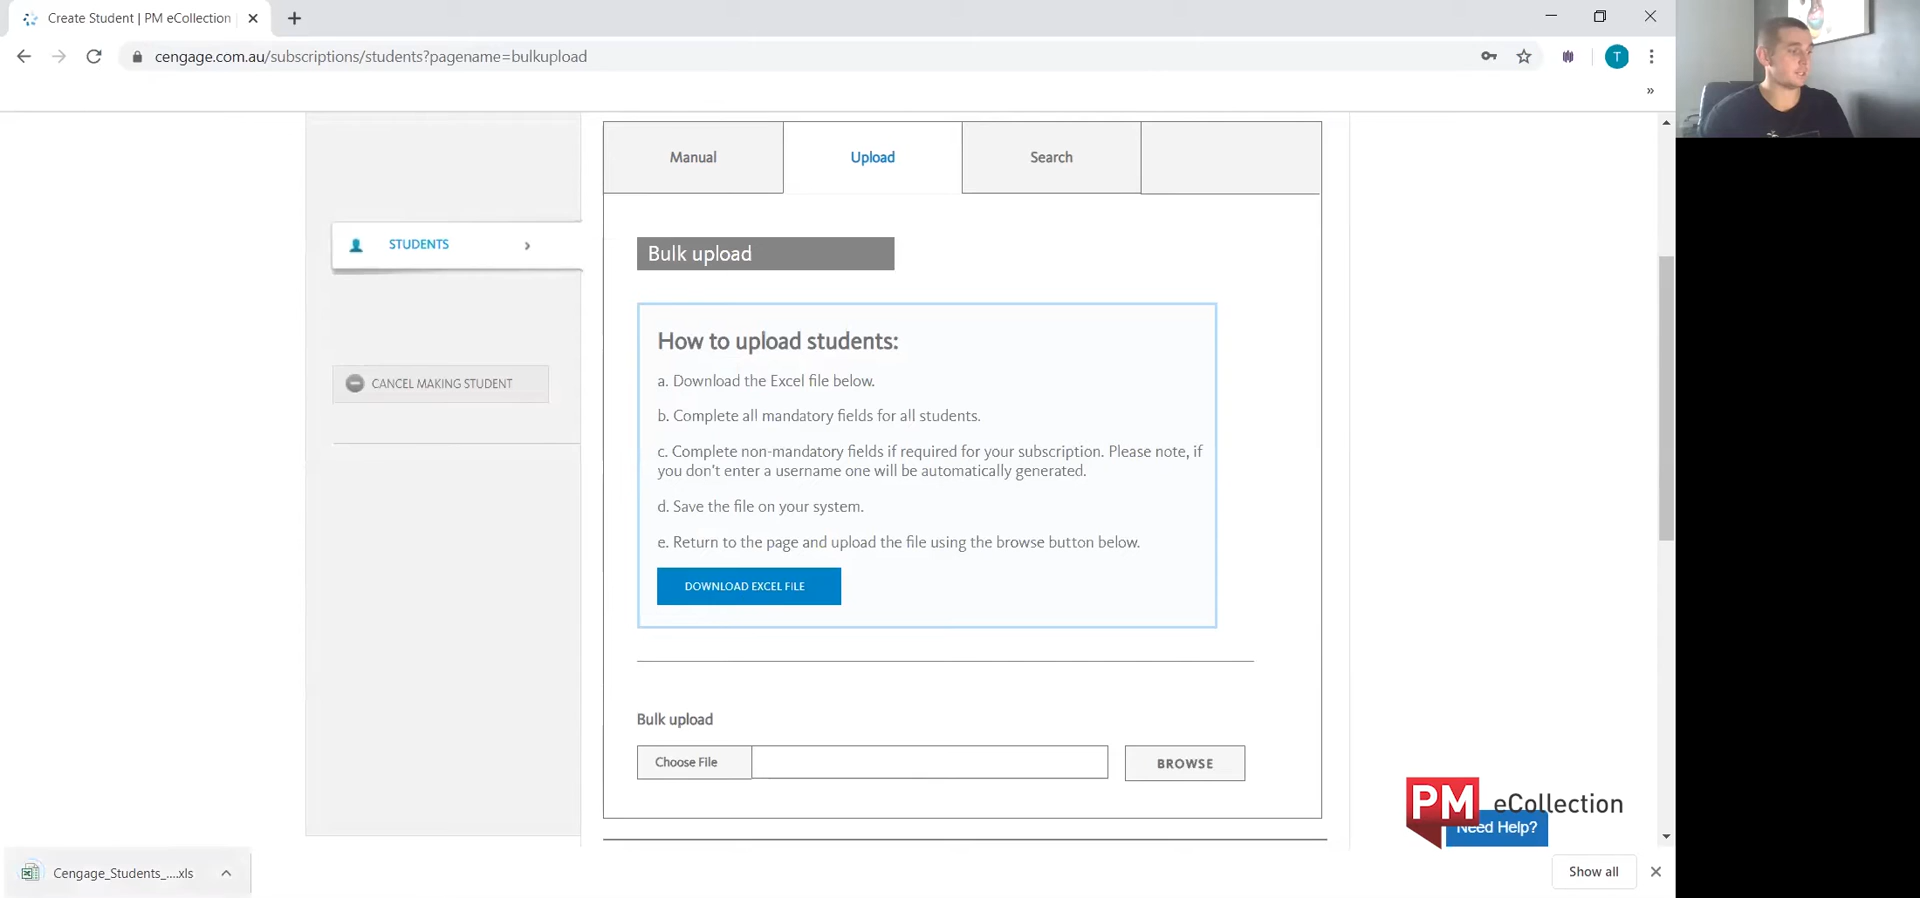 Create Student | PM eCollection
cengage.com.au/subscriptions/students?pagename=bulkupload
T
»
Manual
Upload
Search
STUDENTS
CANCEL MAKING STUDENT
Bulk upload
How to upload students:
a. Download the Excel file below.
b. Complete all mandatory fields for all students.
c. Complete non-mandatory fields if required for your subscription. Please note, if
you don't enter a username one will be automatically generated.
d. Save the file on your system.
e. Return to the page and upload the file using the browse button below.
DOWNLOAD EXCEL FILE
Bulk upload
Choose File
BROWSE
PM eCollection
Need Help?
Cengage_Students_....xls
Show all